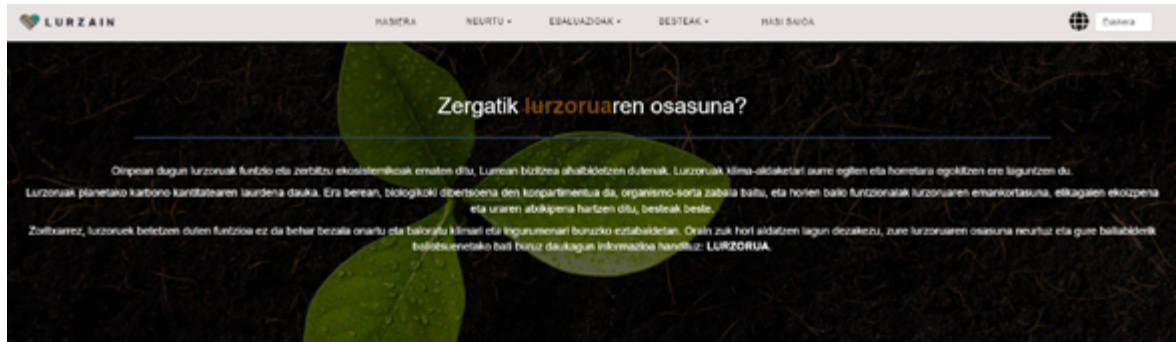 LURZAIN
HASIERA NEURTU EBALUAZIOAK BESTEAK HASI SAIOA Euskera
Zergatik lurzoruaren osasuna?
Oinpean dugun lurzoruak funtzio eta zerbitzu ekosistemikoak ematen ditu, Lurrean bizitzea ahalbidetzen dutenak. Lurzoruak klima-aldaketari aurre egiten eta horretara egokitzen ere laguntzen du.
Lurzoruak planetako karbono kantitatearen laurdena dauka. Era berean, biologikoki dibertsoena den konpartimentua da, organismo-sorta zabala baitu, eta horien balio funtzionalak lurzoruaren emankortasuna, elikagaien ekoizpena
eta uraren atxikipena hartzen ditu, besteak beste.
Zoritxarrez, lurzoruek betetzen duten funtzioa ez da behar bezala onartu eta baloratu klimari eta ingurumenari buruzko eztabaidetan. Orain zuk hori aldatzen lagun dezakezu, zure lurzoruaren osasuna neurtuz eta gure baliabiderik
baliotsuenetako bati buruz daukagun informazioa handituz: LURZORUA.